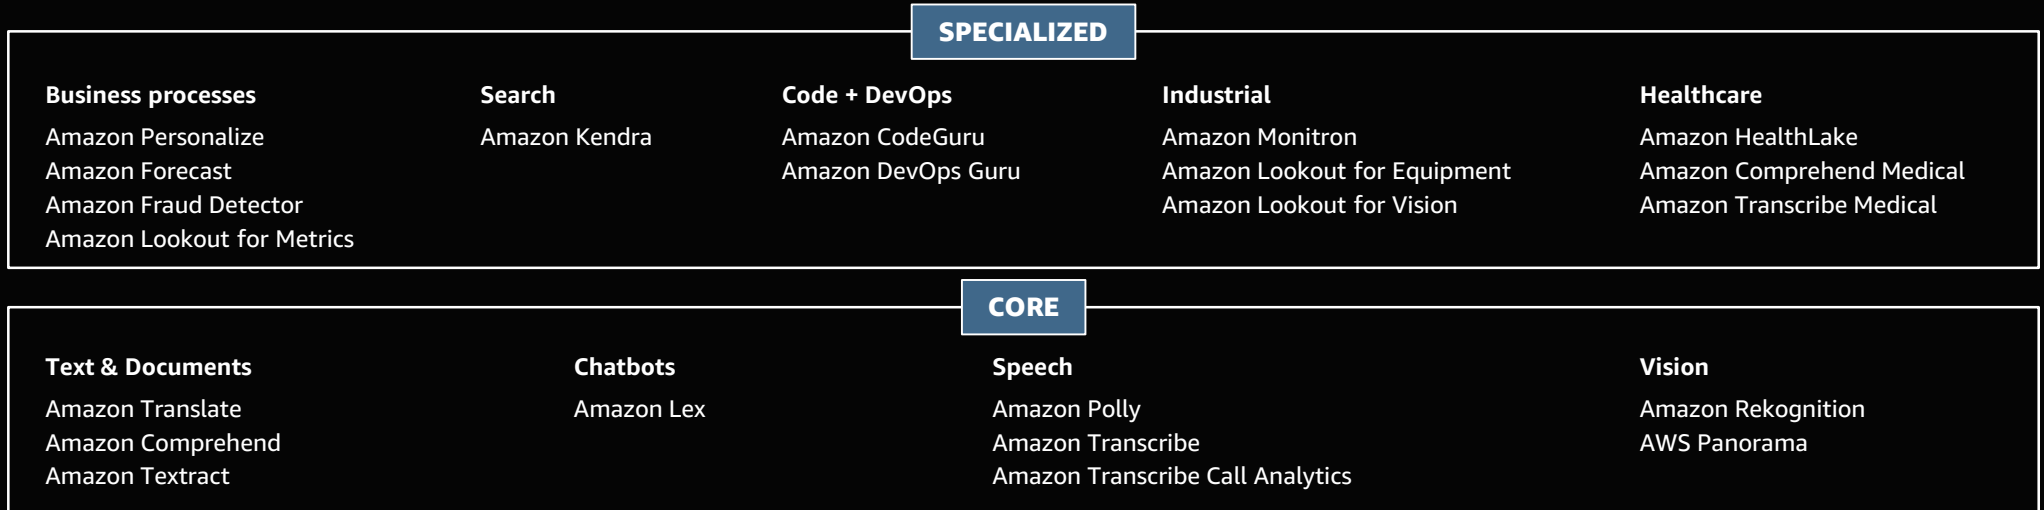 SPECIALIZED
Business processes
Amazon Personalize
Amazon Forecast
Amazon Fraud Detector
Amazon Lookout for Metrics
Search
Amazon Kendra
Code + DevOps
Amazon CodeGuru
Amazon DevOps Guru
Industrial
Amazon Monitron
Amazon Lookout for Equipment
Amazon Lookout for Vision
Healthcare
Amazon HealthLake
Amazon Comprehend Medical
Amazon Transcribe Medical
CORE
Text & Documents
Amazon Translate
Amazon Comprehend
Amazon Textract
Chatbots
Amazon Lex
Speech
Amazon Polly
Amazon Transcribe
Amazon Transcribe Call Analytics
Vision
Amazon Rekognition
AWS Panorama